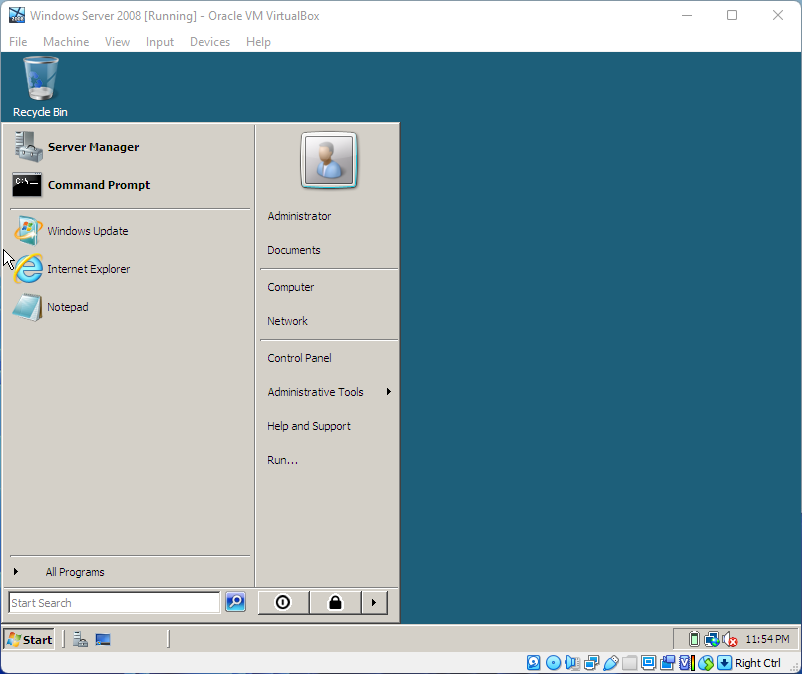 Windows Server 2008 [Running] - Oracle VM VirtualBox
File Machine View Input Devices Help
Recycle Bin
Server Manager
Command Prompt
Windows Update
Internet Explorer
Notepad
All Programs
Start Search
Administrator
Documents
Computer
Network
Control Panel
Administrative Tools
Help and Support
Run...
Start
11:54 PM
Right Ctrl